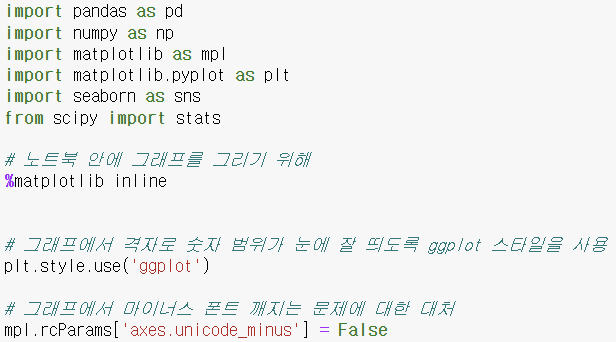 import pandas as pd
import numpy as np
import matplotlib as mpl
import matplotlib.pyplot as plt
import seaborn as sns
from scipy import stats
# 노트북 안에 그래프를 그리기 위해
%matplotlib inline
# 그래프에서 격자로 숫자 범위가 눈에 잘 띄도록 ggplot 스타일을 사용
plt.style.use('ggplot')
# 그래프에서 마이너스 폰트 깨지는 문제에 대한 대처
mpl.rcParams['axes.unicode_minus'] = False